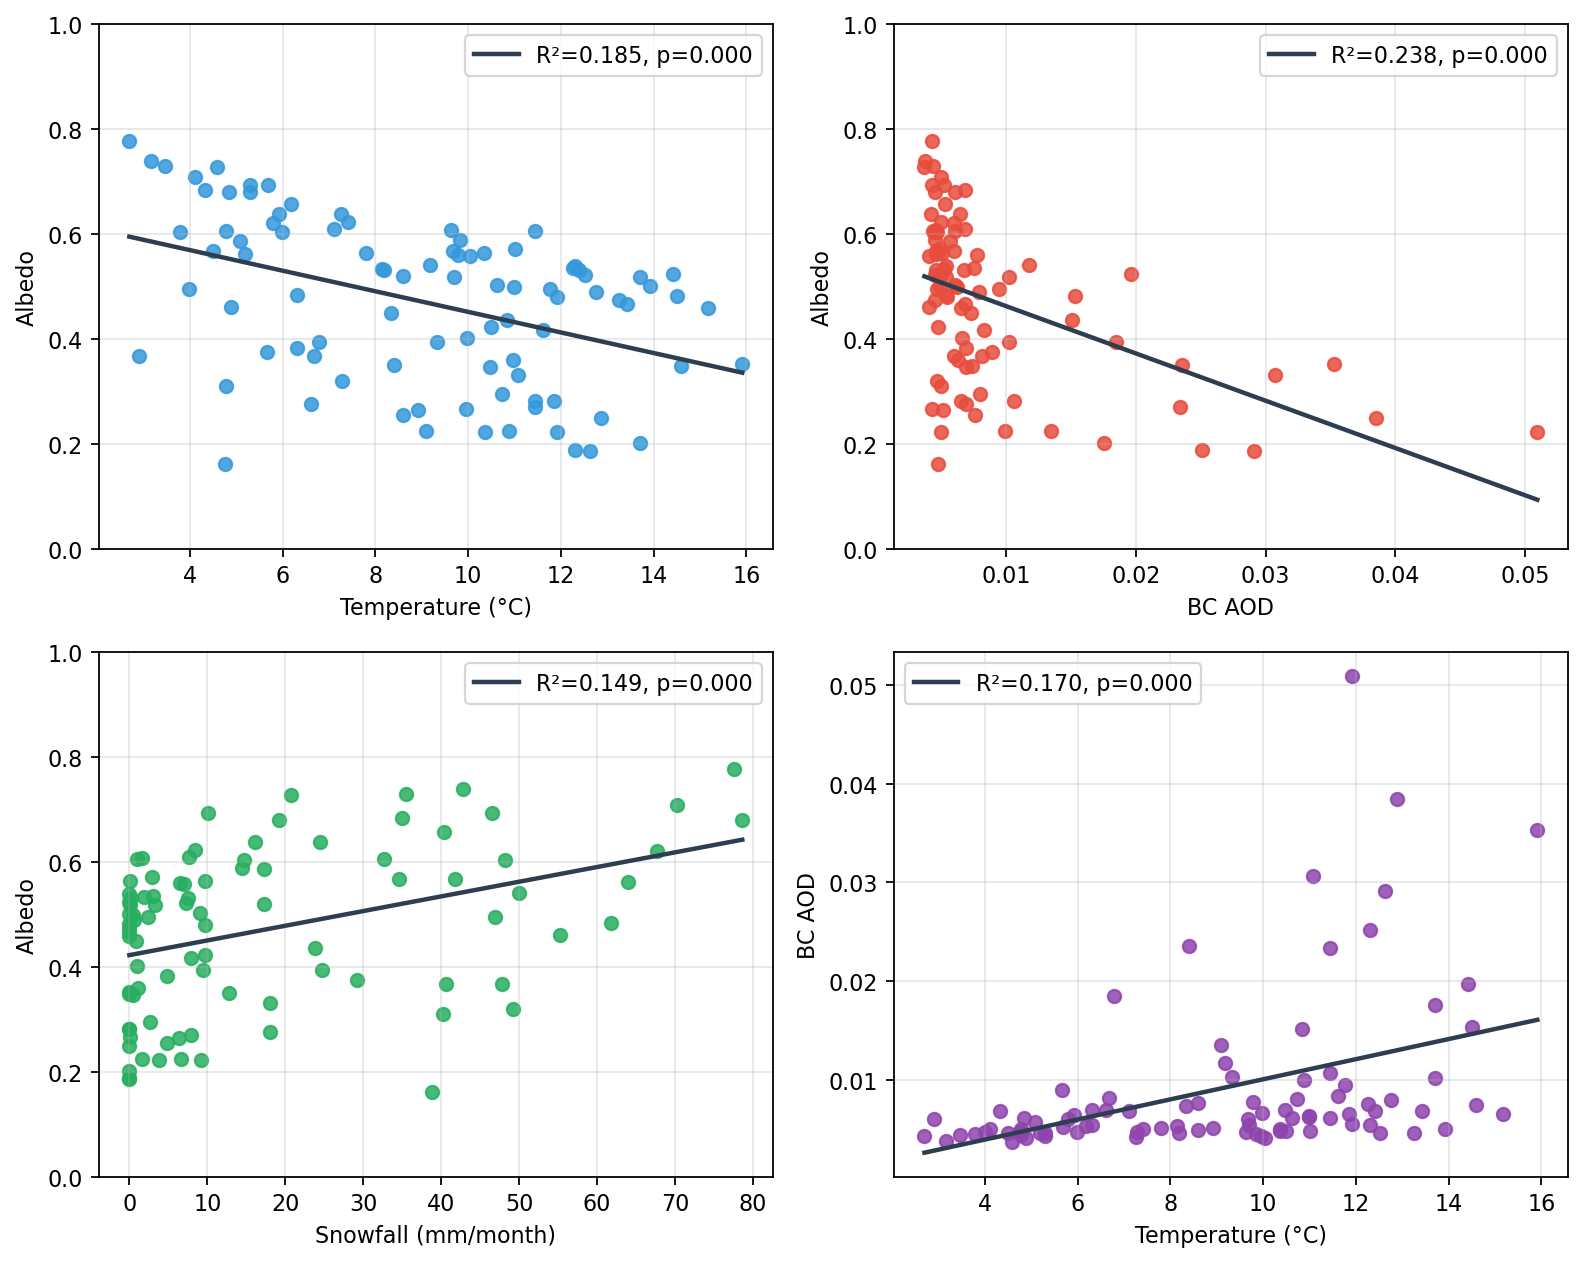 R²=0.185, p=0.000
1.0
0.8
0.6
0.4
0.2
0.0
Albedo
4 6 8 10 12 14 16
Temperature (°C)
R²=0.238, p=0.000
1.0
0.8
0.6
0.4
0.2
0.0
Albedo
0.01 0.02 0.03 0.04 0.05
BC AOD
R²=0.149, p=0.000
1.0
0.8
0.6
0.4
0.2
0.0
Albedo
0 10 20 30 40 50 60 70 80
Snowfall (mm/month)
R²=0.170, p=0.000
0.05
0.04
0.03
0.02
0.01
BC AOD
4 6 8 10 12 14 16
Temperature (°C)